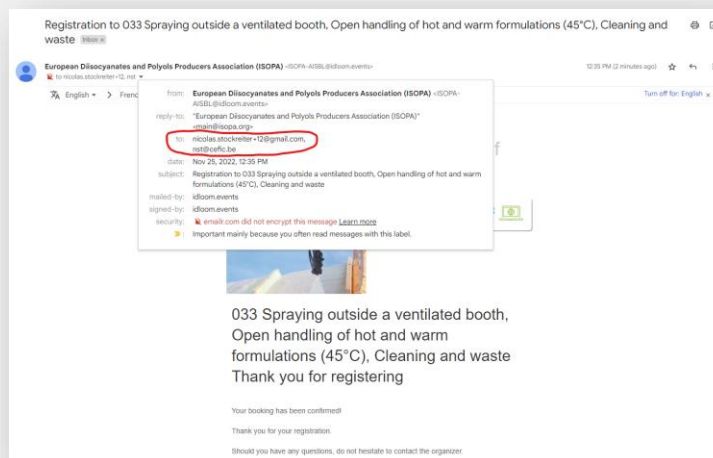 Registration to 033 Spraying outside a ventilated booth, Open handling of hot and warm formulations (45°C), Cleaning and
waste Inbox x
European Diisocyanates and Polyols Producers Association (ISOPA) <ISOPA-AISBL@idloom.events>
12:35 PM (2 minutes ago)
to nicolas.stockreiter+12, nst
English > Frenc
Turn off for: English x
from: European Diisocyanates and Polyols Producers Association (ISOPA) <ISOPA-
AISBL@idloom.events>
reply-to: "European Diisocyanates and Polyols Producers Association (ISOPA)"
<main@isopa.org>
to: nicolas.stockreiter+12@gmail.com,
nst@cefic.be
date: Nov 25, 2022, 12:35 PM
subject: Registration to 033 Spraying outside a ventilated booth, Open handling of hot and warm
formulations (45°C), Cleaning and waste
mailed-by: idloom.events
signed-by: idloom.events
security: emailr.com did not encrypt this message Learn more
: Important mainly because you often read messages with this label.
033 Spraying outside a ventilated booth,
Open handling of hot and warm
formulations (45°C), Cleaning and waste
Thank you for registering
Your booking has been confirmed!
Thank you for your registration.
Should you have any questions, do not hesitate to contact the organizer